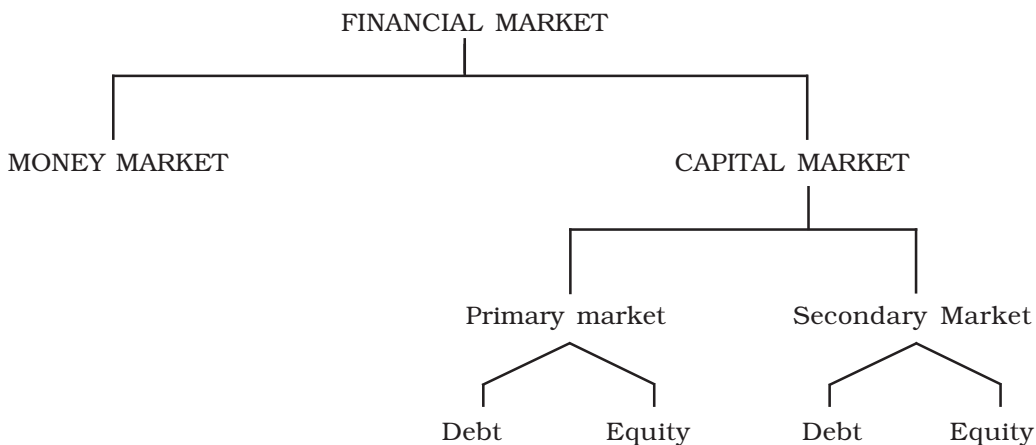 FINANCIAL MARKET
MONEY MARKET CAPITAL MARKET
Primary market Secondary Market
Debt Equity Debt Equity